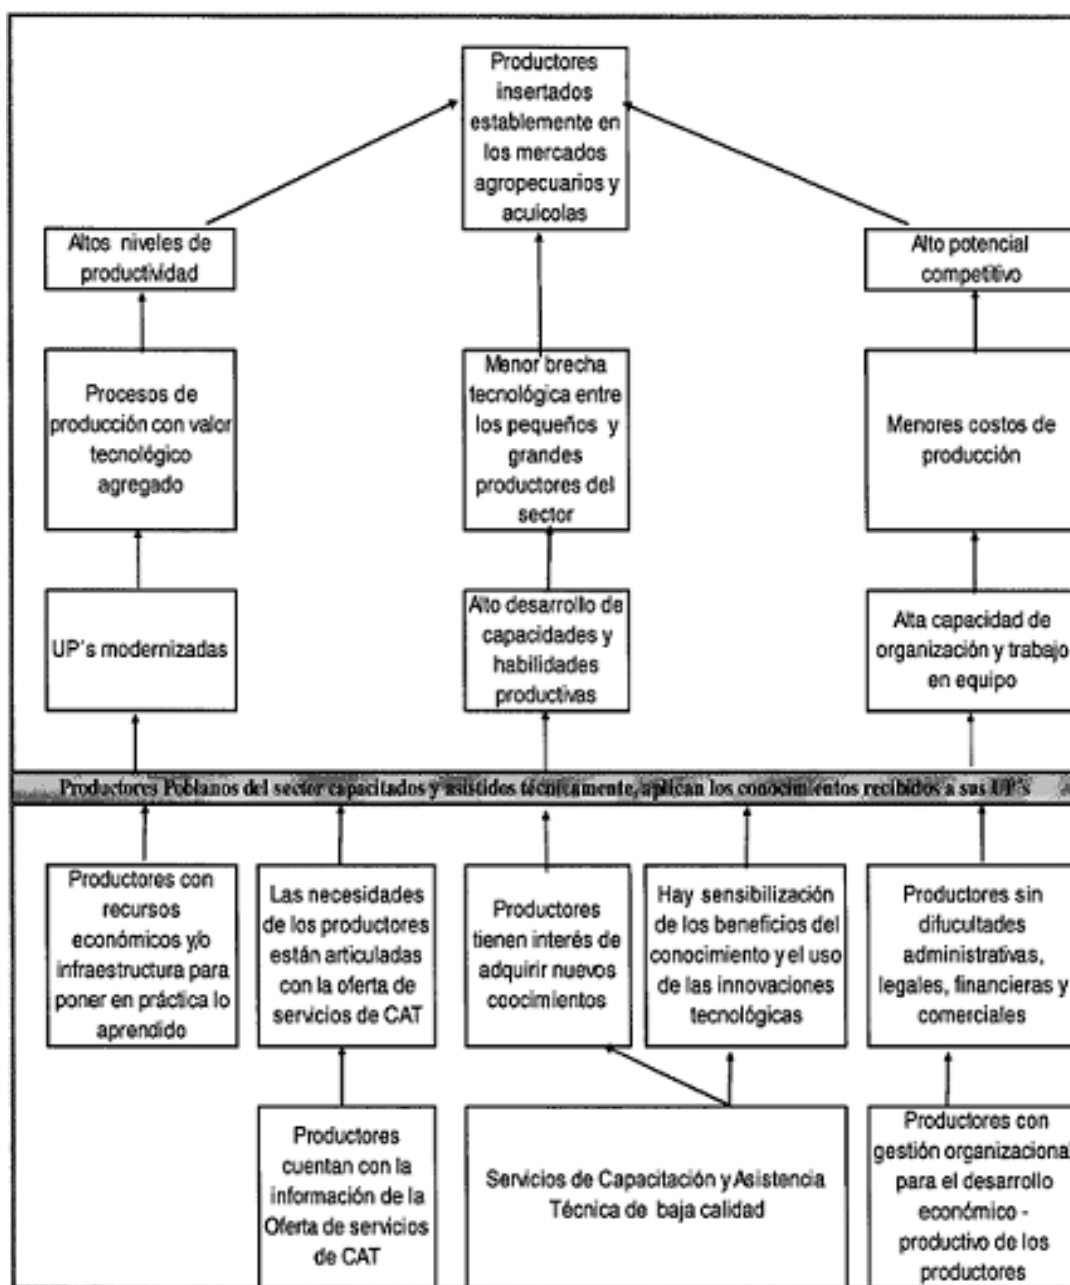 Productores
insertados
establemente en
los mercados
agropecuarios y
acuícolas
Altos niveles de
productividad
Alto potencial
competitivo
Procesos de
producción con valor
tecnológico
agregado
Menor brecha
tecnológica entre
los pequeños y
grandes
productores del
sector
Menores costos de
producción
UP´s modernizadas
Alto desarrollo de
capacidades y
habilidades
productivas
Alta capacidad de
organización y trabajo
en equipo
Productores Poblanos del sector capacitados y asistidos técnicamente, aplican los conocimientos recibidos a sus UP´s
Productores con
recursos
económicos y/o
infraestructura para
poner en práctica lo
aprendido
Las necesidades
de los productores
están articuladas
con la oferta de
servicios de CAT
Productores
tienen interés de
adquirir nuevos
coocimientos
Hay sensibilización
de los beneficios del
conocimiento y el uso
de las innovaciones
tecnológicas
Productores sin
difucultades
administrativas,
legales, financieras y
comerciales
Productores
cuentan con la
información de la
Oferta de servicios
de CAT
Servicios de Capacitación y Asistencia
Técnica de baja calidad
Productores con
gestión organizacional
para el desarrollo
económico -
productivo de los
productores